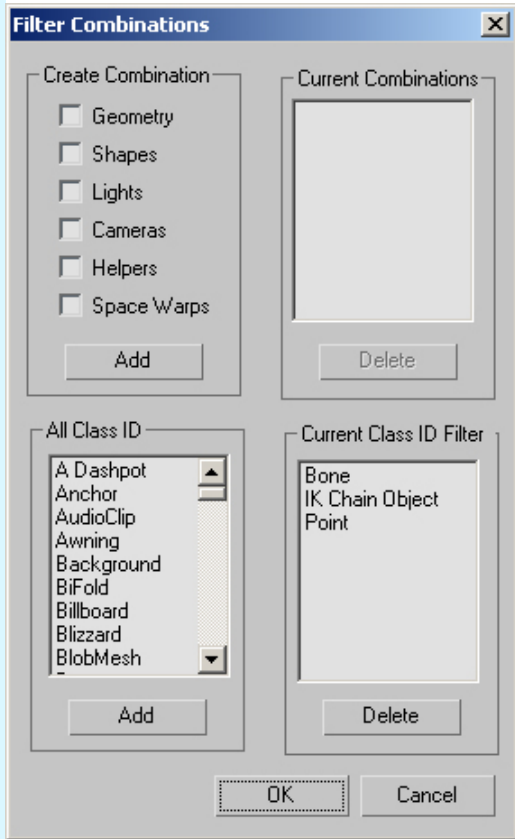 Filter Combinations
Create Combination
Geometry
Shapes
Lights
Cameras
Helpers
Space Warps
Add
Current Combinations
Delete
All Class ID
A Dashpot
Anchor
AudioClip
Awning
Background
BiFold
Billboard
Blizzard
BlobMesh
Add
Current Class ID Filter
Bone
IK Chain Object
Point
Delete
OK
Cancel